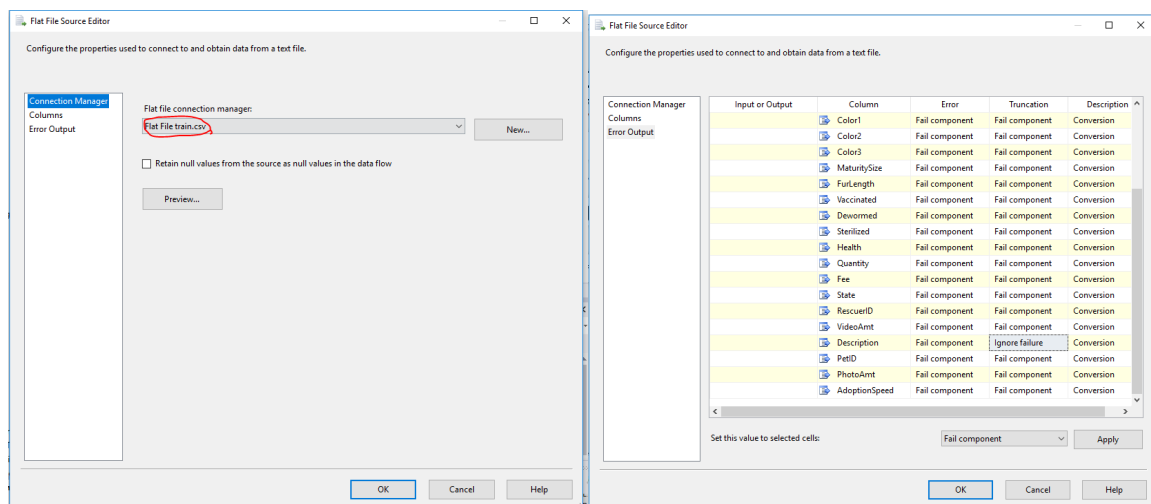 Flat File Source Editor
Configure the properties used to connect to and obtain data from a text file.
Connection Manager
Columns
Error Output
Flat file connection manager:
Flat File train.csv
New...
Retain null values from the source as null values in the data flow
Preview...
OK Cancel Help
Flat File Source Editor
Configure the properties used to connect to and obtain data from a text file.
Connection Manager
Columns
Error Output
Input or Output Column Error Truncation Description
Color1 Fail component Fail component Conversion
Color2 Fail component Fail component Conversion
Color3 Fail component Fail component Conversion
MaturitySize Fail component Fail component Conversion
FurLength Fail component Fail component Conversion
Vaccinated Fail component Fail component Conversion
Dewormed Fail component Fail component Conversion
Sterilized Fail component Fail component Conversion
Health Fail component Fail component Conversion
Quantity Fail component Fail component Conversion
Fee Fail component Fail component Conversion
State Fail component Fail component Conversion
RescuerID Fail component Fail component Conversion
VideoAmt Fail component Fail component Conversion
Description Fail component Ignore failure Conversion
PetID Fail component Fail component Conversion
PhotoAmt Fail component Fail component Conversion
AdoptionSpeed Fail component Fail component Conversion
Set this value to selected cells: Fail component Apply
OK Cancel Help